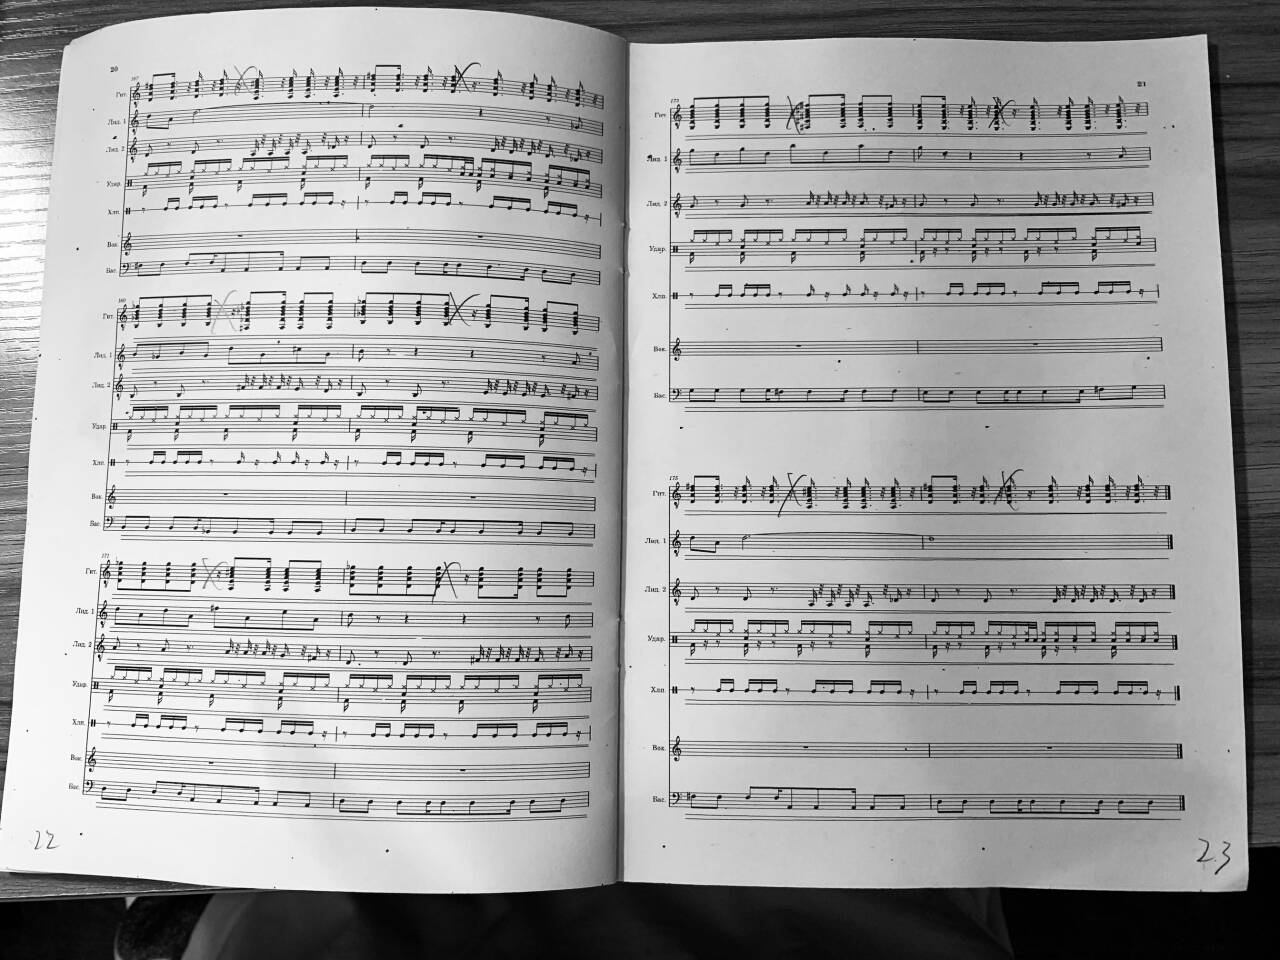 20
167
Гит.
Лид. 1
Лид. 2
Удар.
Хлп.
Вок.
Бас.
169
Гит.
Лид. 1
Лид. 2
Удар.
Хлп.
Вок.
Бас.
171
Гит.
Лид. 1
Лид. 2
Удар.
Хлп.
Вок.
Бас.
22
21
173
Гит.
Лид. 1
Лид. 2
Удар.
Хлп.
Вок.
Бас.
175
Гит.
Лид. 1
Лид. 2
Удар.
Хлп.
Вок.
Бас.
23